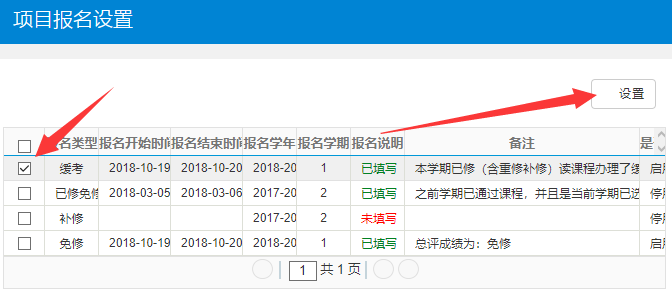 项目报名设置
设置
名类型 报名开始时间 报名结束时间 报名学年 报名学期 报名说明 备注 是
缓考 2018-10-19 2018-10-20 2018-20 1 已填写 本学期已修（含重修补修）读课程办理了缓 启
已修免修 2018-03-05 2018-03-06 2017-20 2 已填写 之前学期已通过课程，并且是当前学期已选 停
补修 2017-20 2 未填写 停
免修 2018-10-19 2018-10-20 2018-20 1 已填写 总评成绩为：免修 启
1 共 1 页